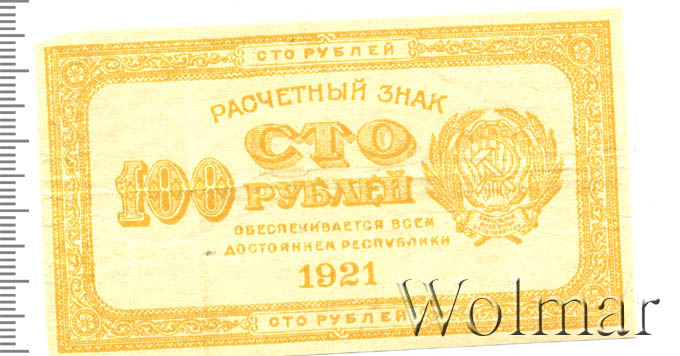 СТО РУБЛЕЙ
РАСЧЕТНЫЙ ЗНАК
СТО
100 РУБЛЕЙ
ОБЕСПЕЧИВАЕТСЯ ВСЕМ
ДОСТОЯНИЕМ РЕСПУБЛИКИ
1921
СТО РУБЛЕЙ
Wolmar